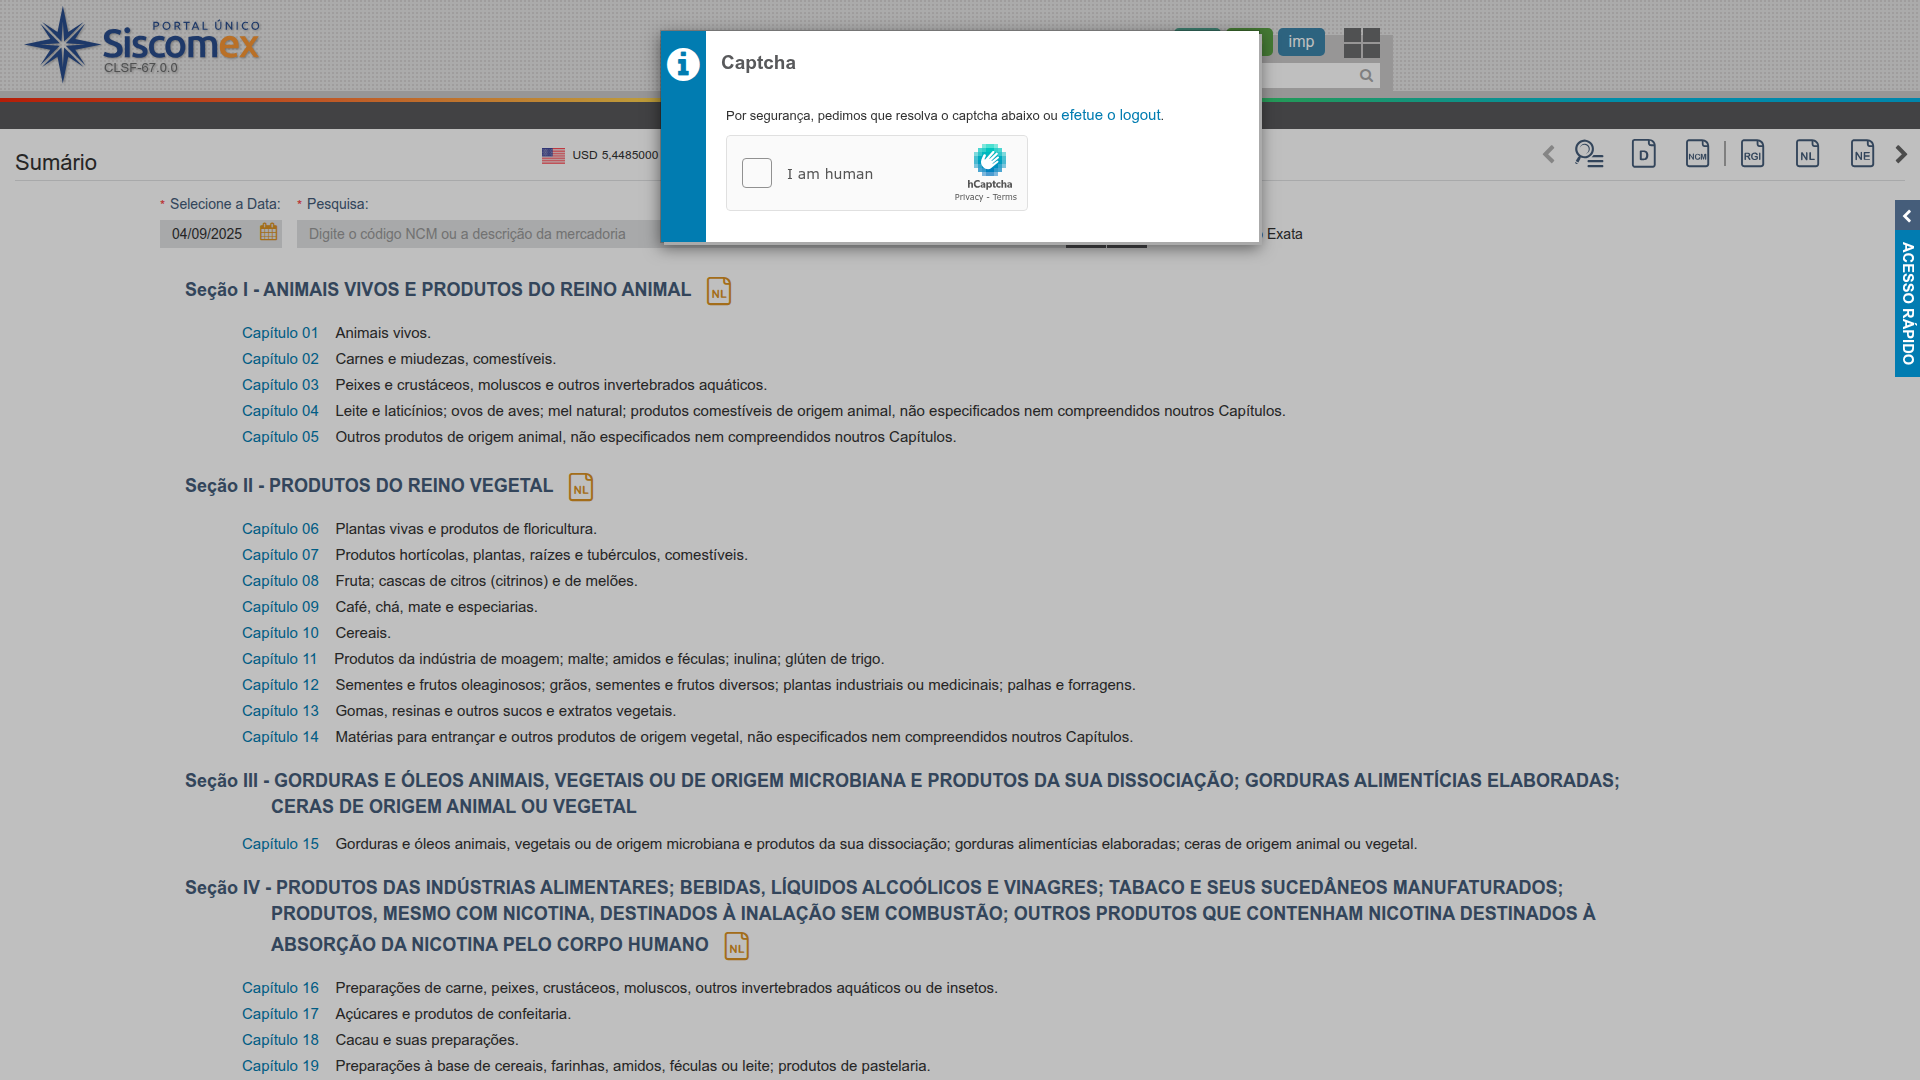 PORTAL ÚNICO
Siscomex
CLSF-67.0.0
imp
Captcha
Por segurança, pedimos que resolva o captcha abaixo ou efetue o logout.
I am human
hCaptcha
Privacy - Terms
Sumário
USD 5,4485000
D
NCM
RGI
NL
NE
* Selecione a Data:
* Pesquisa:
04/09/2025
Digite o código NCM ou a descrição da mercadoria
Exata
ACESSO RÁPIDO
Seção I - ANIMAIS VIVOS E PRODUTOS DO REINO ANIMAL NL
Capítulo 01 Animais vivos.
Capítulo 02 Carnes e miudezas, comestíveis.
Capítulo 03 Peixes e crustáceos, moluscos e outros invertebrados aquáticos.
Capítulo 04 Leite e laticínios; ovos de aves; mel natural; produtos comestíveis de origem animal, não especificados nem compreendidos noutros Capítulos.
Capítulo 05 Outros produtos de origem animal, não especificados nem compreendidos noutros Capítulos.
Seção II - PRODUTOS DO REINO VEGETAL NL
Capítulo 06 Plantas vivas e produtos de floricultura.
Capítulo 07 Produtos hortícolas, plantas, raízes e tubérculos, comestíveis.
Capítulo 08 Fruta; cascas de citros (citrinos) e de melões.
Capítulo 09 Café, chá, mate e especiarias.
Capítulo 10 Cereais.
Capítulo 11 Produtos da indústria de moagem; malte; amidos e féculas; inulina; glúten de trigo.
Capítulo 12 Sementes e frutos oleaginosos; grãos, sementes e frutos diversos; plantas industriais ou medicinais; palhas e forragens.
Capítulo 13 Gomas, resinas e outros sucos e extratos vegetais.
Capítulo 14 Matérias para entrançar e outros produtos de origem vegetal, não especificados nem compreendidos noutros Capítulos.
Seção III - GORDURAS E ÓLEOS ANIMAIS, VEGETAIS OU DE ORIGEM MICROBIANA E PRODUTOS DA SUA DISSOCIAÇÃO; GORDURAS ALIMENTÍCIAS ELABORADAS;
CERAS DE ORIGEM ANIMAL OU VEGETAL
Capítulo 15 Gorduras e óleos animais, vegetais ou de origem microbiana e produtos da sua dissociação; gorduras alimentícias elaboradas; ceras de origem animal ou vegetal.
Seção IV - PRODUTOS DAS INDÚSTRIAS ALIMENTARES; BEBIDAS, LÍQUIDOS ALCOÓLICOS E VINAGRES; TABACO E SEUS SUCEDÂNEOS MANUFATURADOS;
PRODUTOS, MESMO COM NICOTINA, DESTINADOS À INALAÇÃO SEM COMBUSTÃO; OUTROS PRODUTOS QUE CONTENHAM NICOTINA DESTINADOS À
ABSORÇÃO DA NICOTINA PELO CORPO HUMANO NL
Capítulo 16 Preparações de carne, peixes, crustáceos, moluscos, outros invertebrados aquáticos ou de insetos.
Capítulo 17 Açúcares e produtos de confeitaria.
Capítulo 18 Cacau e suas preparações.
Capítulo 19 Preparações à base de cereais, farinhas, amidos, féculas ou leite; produtos de pastelaria.